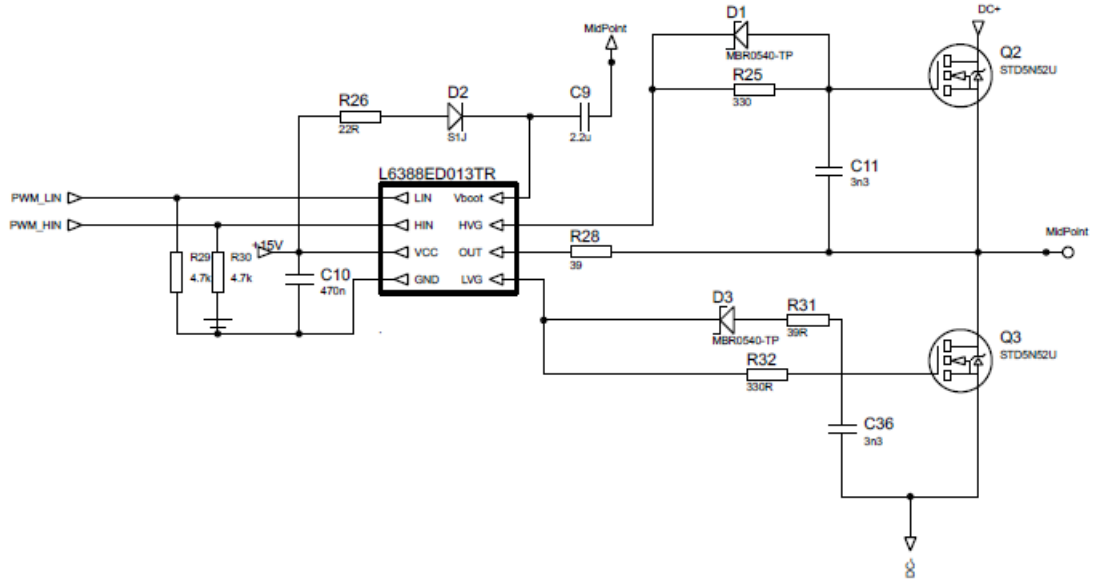 DC+
D1
MidPoint
Q2
MBR0540-TP
STD5N52U
R25
330
R26
D2
C9
22R
S1J
2.2u
L6388ED013TR
C11
3n3
PWM_LIN
LIN
Vboot
PWM_HIN
HIN
HVG
MidPoint
R28
+15V
VCC
OUT
39
R29
R30
4.7k
4.7k
C10
470n
GND
LVG
D3
R31
MBR0540-TP
39R
Q3
STD5N52U
R32
330R
C36
3n3
DC-